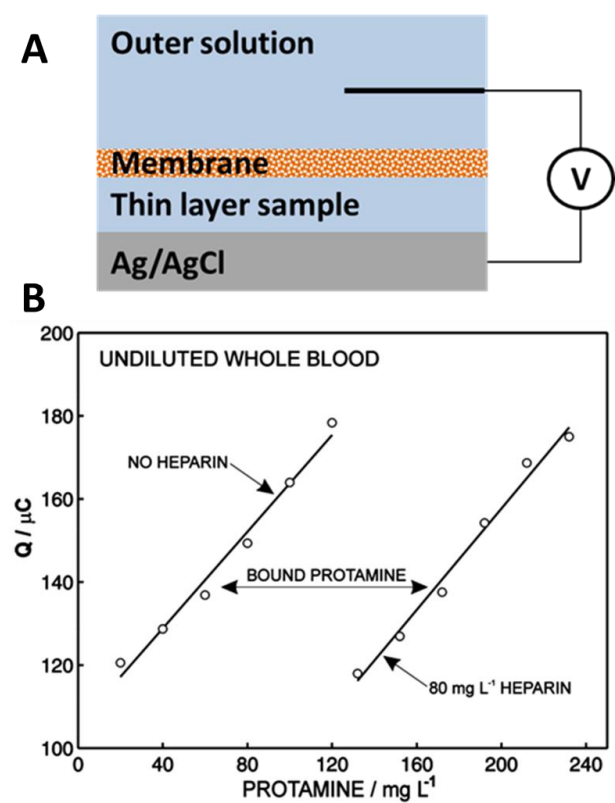 A
Outer solution
Membrane
V
Thin layer sample
Ag/AgCl
B
200
UNDILUTED WHOLE BLOOD
180
NO HEPARIN
160
Q / μC
140
BOUND PROTAMINE
120
80 mg L⁻¹ HEPARIN
100
0 40 80 120 160 200 240
PROTAMINE / mg L⁻¹